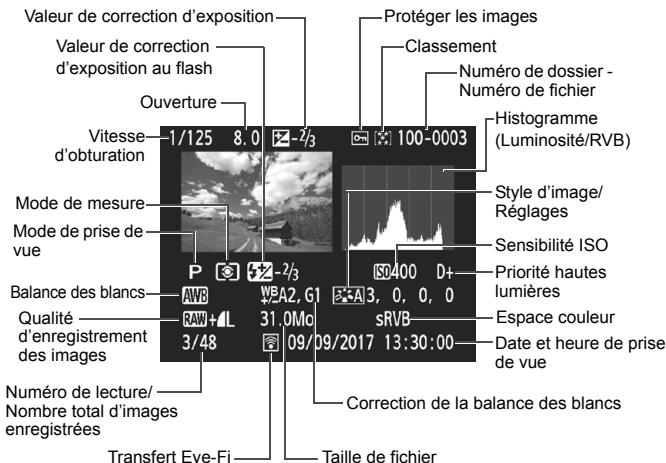 Valeur de correction d'exposition
Protéger les images
Valeur de correction
d'exposition au flash
Classement
Numéro de dossier -
Numéro de fichier
Ouverture
Histogramme
(Luminosité/RVB)
Vitesse
d'obturation
1/125 8.0 -2/3 100-0003
Style d'image/
Réglages
Mode de mesure
Mode de prise de
vue
Sensibilité ISO
P -2/3 ISO 400 D+
Priorité hautes
lumières
Balance des blancs
AWB WB+/- A2, G1 A 3, 0, 0, 0
Qualité
d'enregistrement
des images
RAW+L 31.0Mo sRVB
Espace couleur
3/48 09/09/2017 13:30:00
Date et heure de prise
de vue
Numéro de lecture/
Nombre total d'images
enregistrées
Correction de la balance des blancs
Transfert Eye-Fi
Taille de fichier